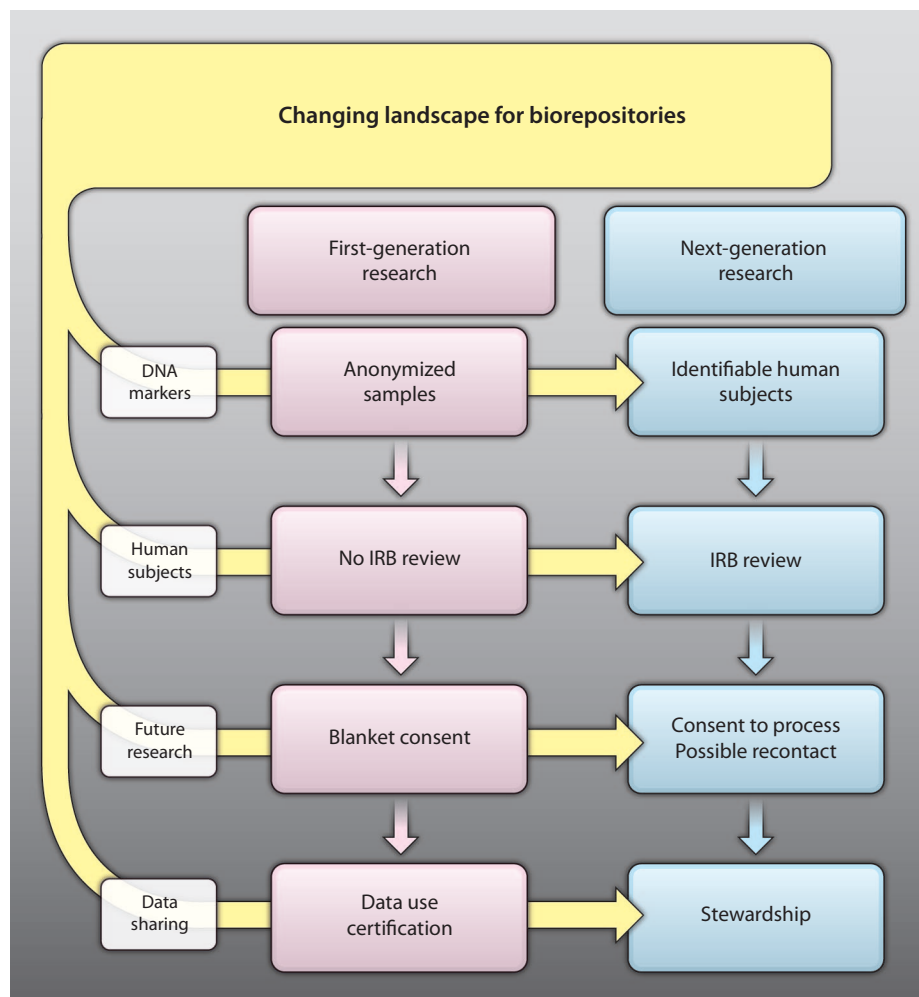 Changing landscape for biorepositories
First-generation
research
Next-generation
research
DNA
markers
Anonymized
samples
Identifiable human
subjects
Human
subjects
No IRB review
IRB review
Future
research
Blanket consent
Consent to process
Possible recontact
Data
sharing
Data use
certification
Stewardship